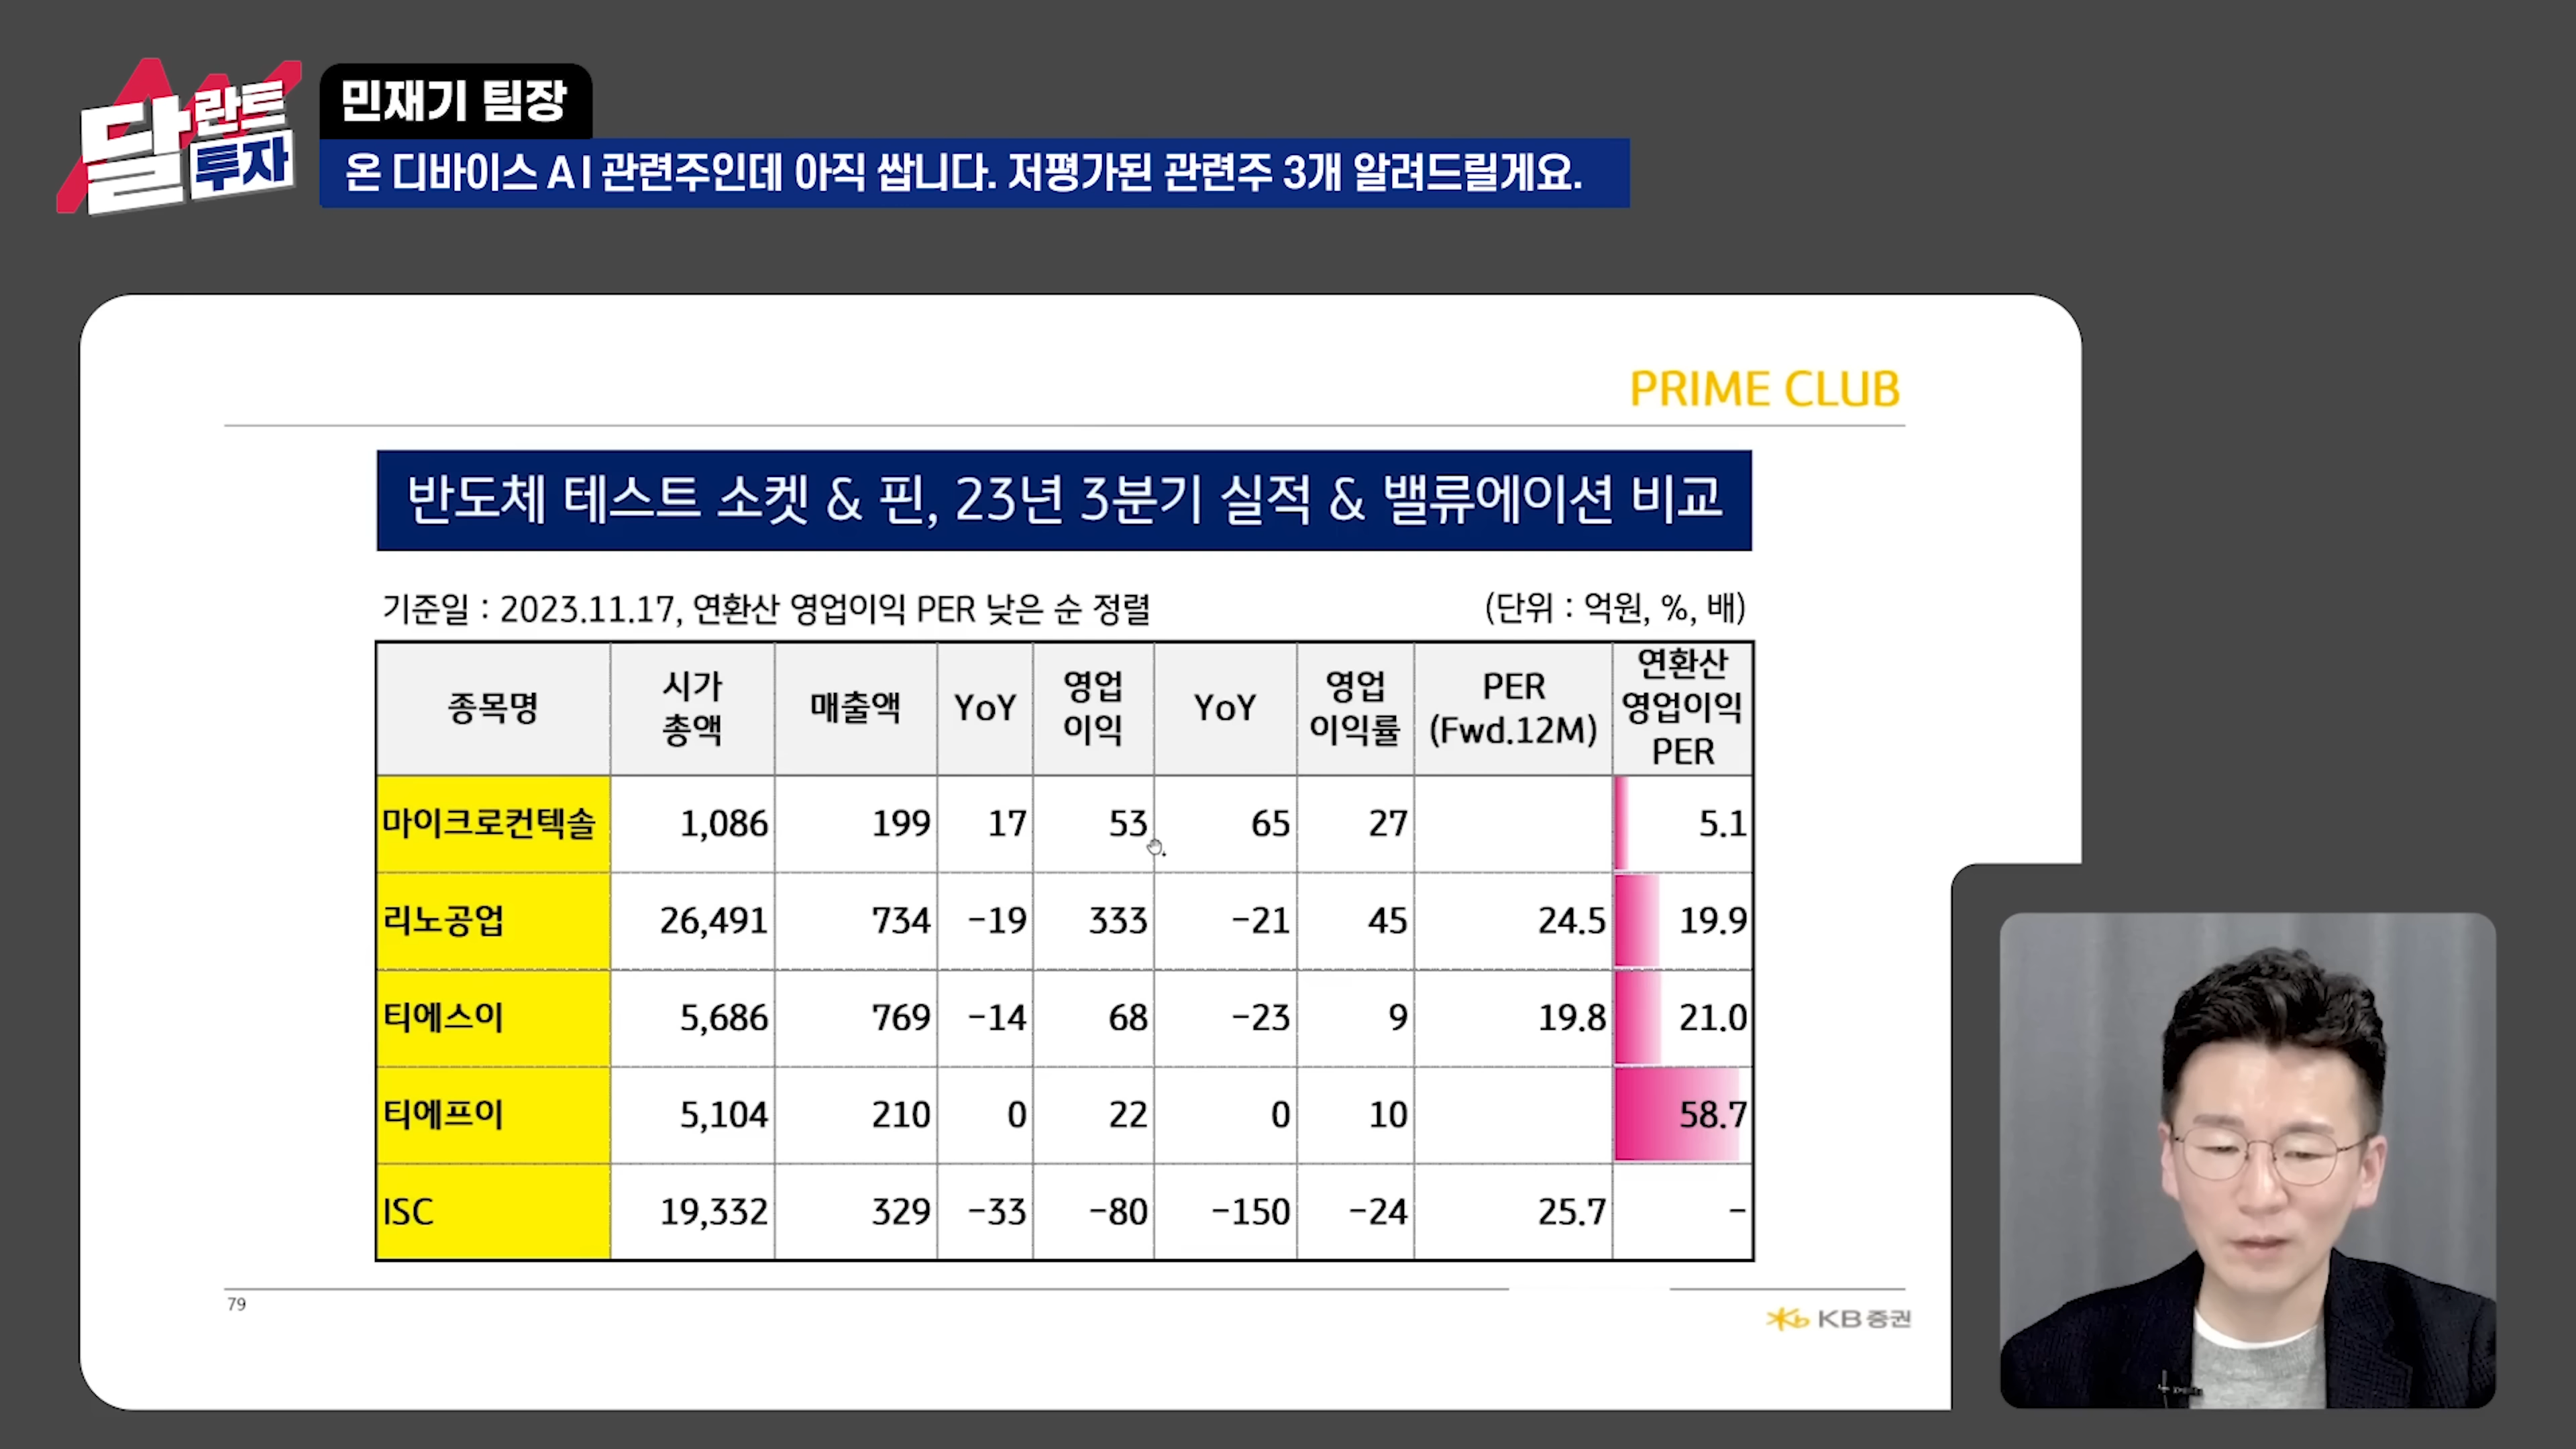 달란트투자
민재기 팀장
온 디바이스 AI 관련주인데 아직 쌉니다. 저평가된 관련주 3개 알려드릴게요.
PRIME CLUB
반도체 테스트 소켓 & 핀, 23년 3분기 실적 & 밸류에이션 비교
기준일 : 2023.11.17, 연환산 영업이익 PER 낮은 순 정렬 (단위 : 억원, %, 배)
종목명 시가총액 매출액 YoY 영업이익 YoY 영업이익률 PER (Fwd.12M) 연환산 영업이익 PER
마이크로컨텍솔 1,086 199 17 53 65 27 5.1
리노공업 26,491 734 -19 333 -21 45 24.5 19.9
티에스이 5,686 769 -14 68 -23 9 19.8 21.0
티에프이 5,104 210 0 22 0 10 58.7
ISC 19,332 329 -33 -80 -150 -24 25.7 -
79
KB증권